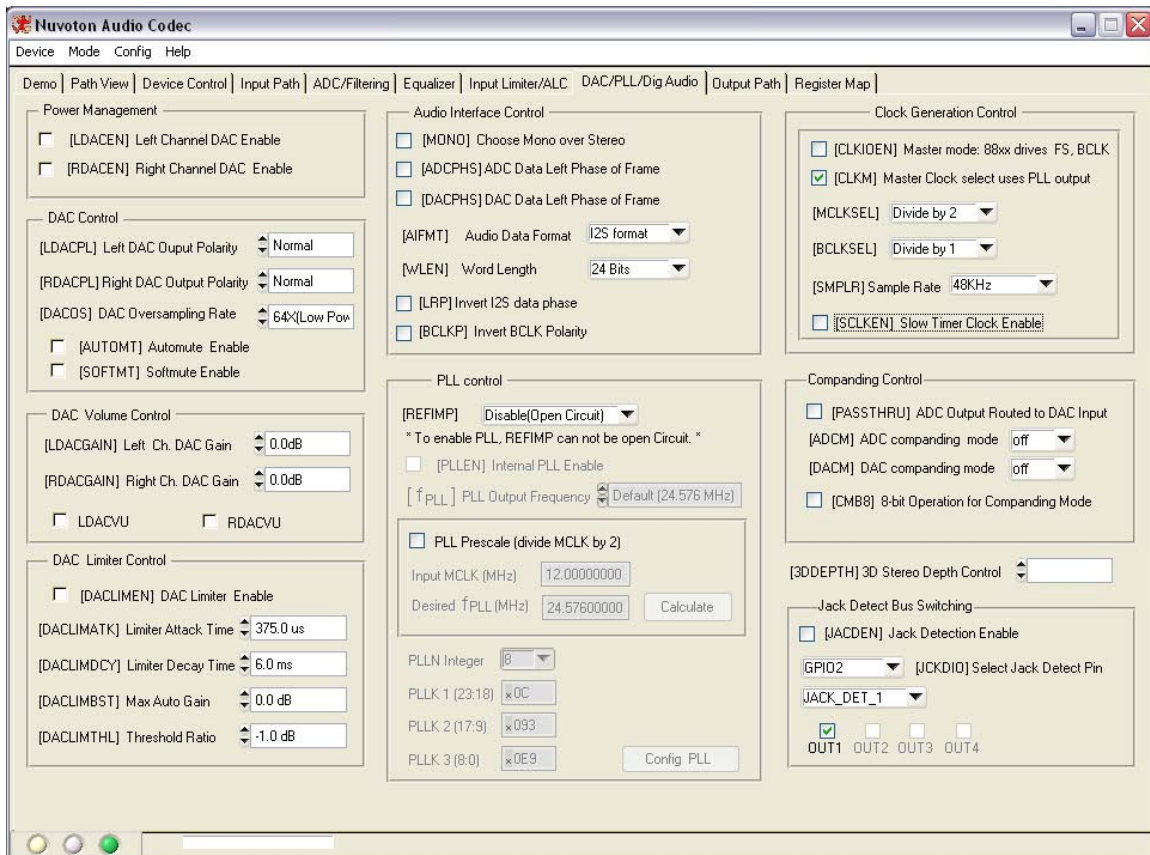 Nuvoton Audio Codec
Device Mode Config Help
Demo Path View Device Control Input Path ADC/Filtering Equalizer Input Limiter/ALC DAC/PLL/Dig Audio Output Path Register Map
Power Management
[LDACEN] Left Channel DAC Enable
[RDACEN] Right Channel DAC Enable
DAC Control
[LDACPL] Left DAC Ouput Polarity Normal
[RDACPL] Right DAC Output Polarity Normal
[DACOS] DAC Oversampling Rate 64X(Low Pow
[AUTOMT] Automute Enable
[SOFTMT] Softmute Enable
DAC Volume Control
[LDACGAIN] Left Ch. DAC Gain 0.0dB
[RDACGAIN] Right Ch. DAC Gain 0.0dB
LDACVU RDACVU
DAC Limiter Control
[DACLIMEN] DAC Limiter Enable
[DACLIMATK] Limiter Attack Time 375.0 us
[DACLIMDCY] Limiter Decay Time 6.0 ms
[DACLIMBST] Max Auto Gain 0.0 dB
[DACLIMTHL] Threshold Ratio -1.0 dB
Audio Interface Control
[MONO] Choose Mono over Stereo
[ADCPHS] ADC Data Left Phase of Frame
[DACPHS] DAC Data Left Phase of Frame
[AIFMT] Audio Data Format I2S format
[WLEN] Word Length 24 Bits
[LRP] Invert I2S data phase
[BCLKP] Invert BCLK Polarity
PLL control
[REFIMP] Disable(Open Circuit)
* To enable PLL, REFIMP can not be open Circuit. *
[PLLEN] Internal PLL Enable
[fPLL] PLL Output Frequency Default (24.576 MHz)
PLL Prescale (divide MCLK by 2)
Input MCLK (MHz) 12.00000000
Desired fPLL (MHz) 24.57600000 Calculate
PLLN Integer 8
PLLK 1 (23:18) x0C
PLLK 2 (17:9) x093
PLLK 3 (8:0) x0E9 Config PLL
Clock Generation Control
[CLKIOEN] Master mode: 88xx drives FS, BCLK
[CLKM] Master Clock select uses PLL output
[MCLKSEL] Divide by 2
[BCLKSEL] Divide by 1
[SMPLR] Sample Rate 48KHz
[SCLKEN] Slow Timer Clock Enable
Companding Control
[PASSTHRU] ADC Output Routed to DAC Input
[ADCM] ADC companding mode off
[DACM] DAC companding mode off
[CMB8] 8-bit Operation for Companding Mode
[3DDEPTH] 3D Stereo Depth Control
Jack Detect Bus Switching
[JACDEN] Jack Detection Enable
GPIO2 [JCKDIO] Select Jack Detect Pin
JACK_DET_1
OUT1 OUT2 OUT3 OUT4